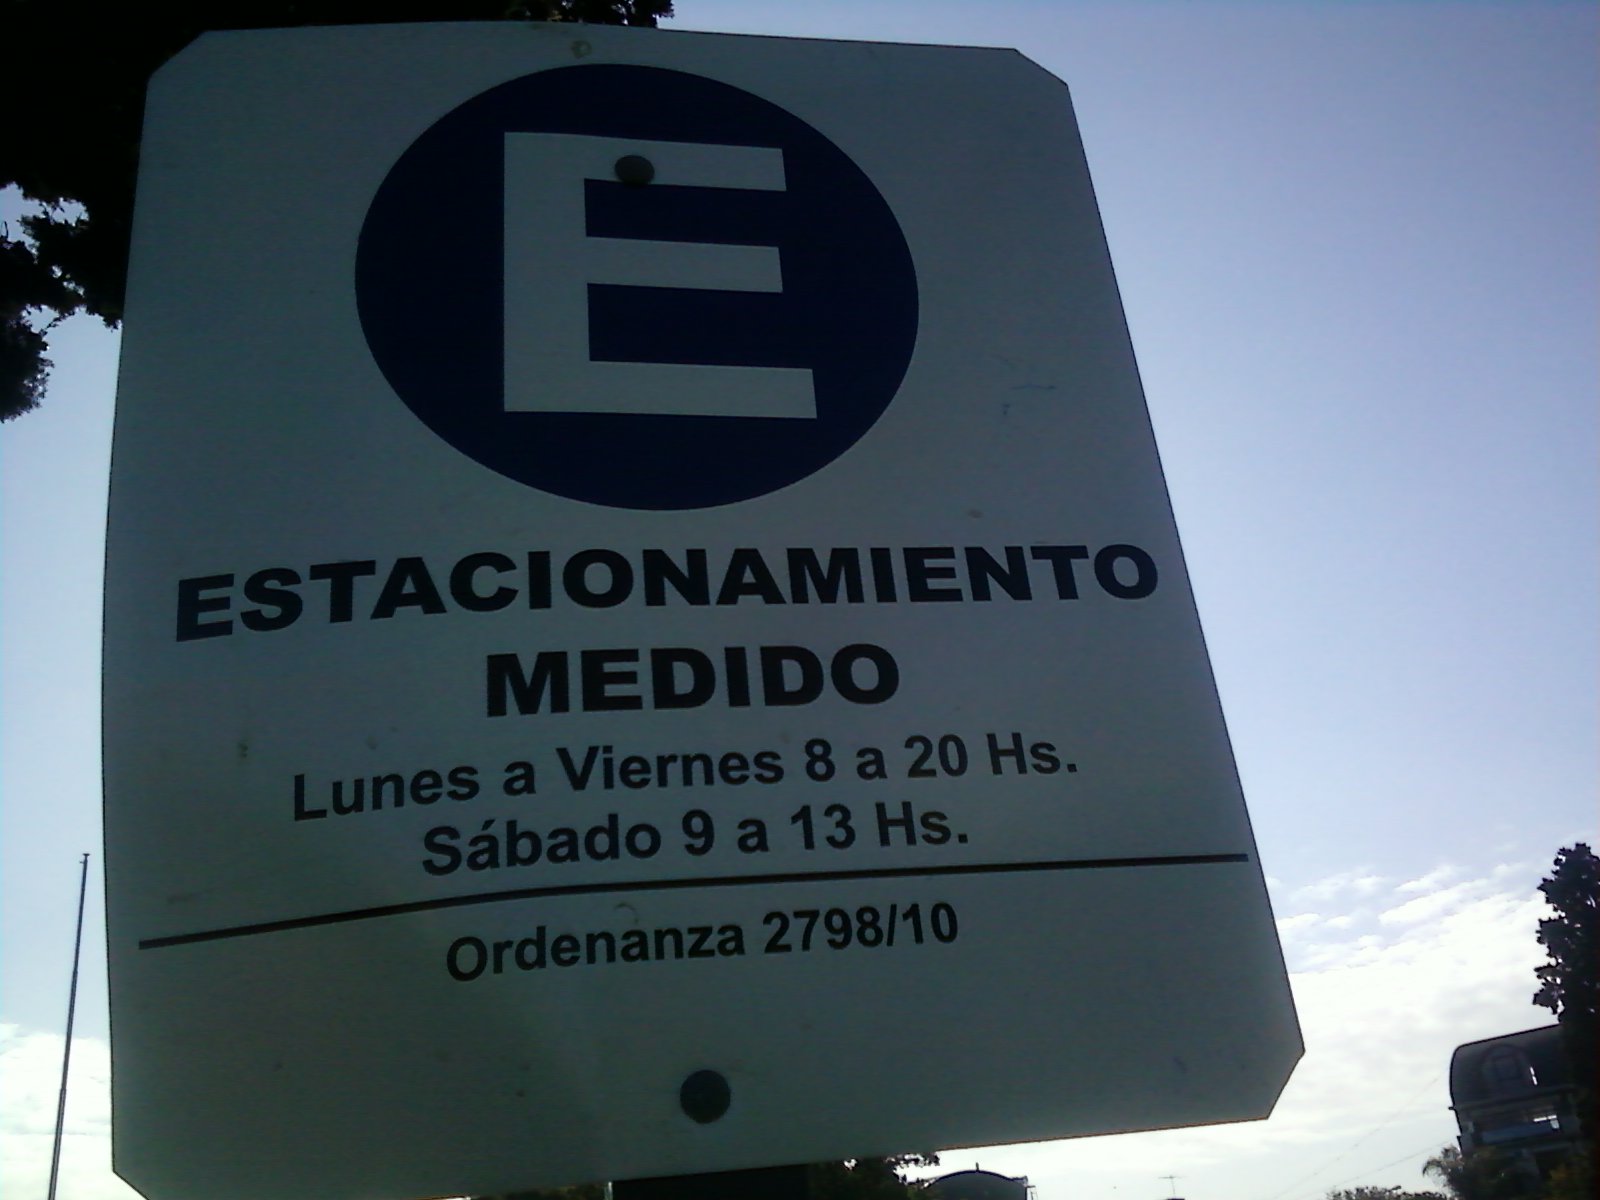 E
ESTACIONAMIENTO
MEDIDO
Lunes a Viernes 8 a 20 Hs.
Sábado 9 a 13 Hs.
Ordenanza 2798/10